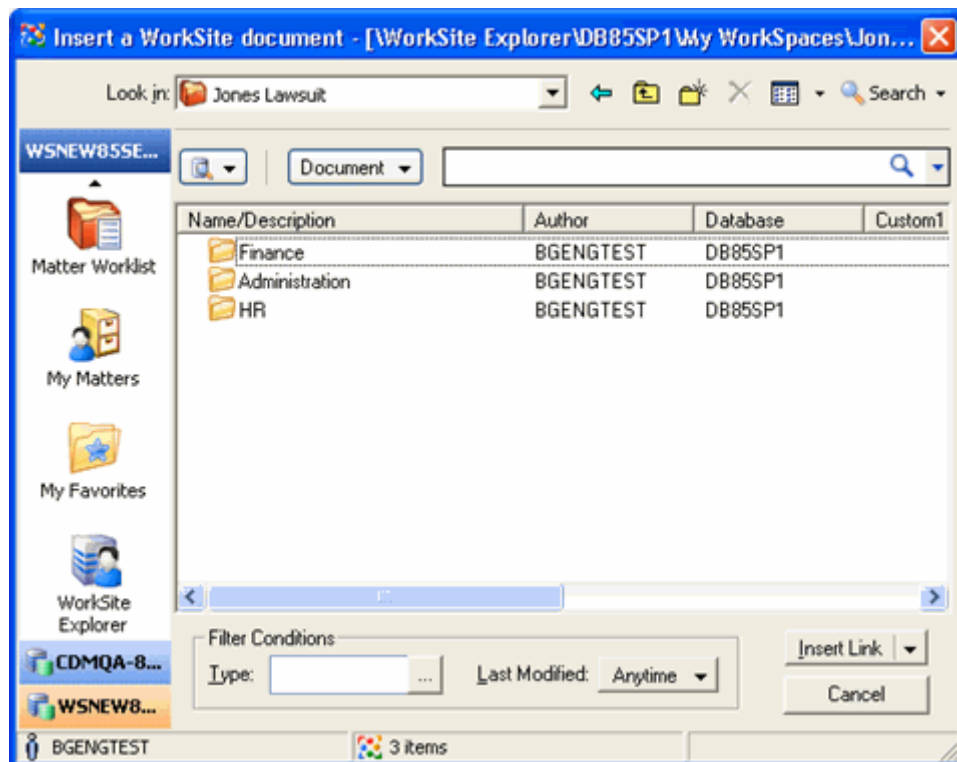 Insert a WorkSite document - [\WorkSite Explorer\DB85SP1\My WorkSpaces\Jon...
Look in: Jones Lawsuit
Search
WSNEW85SE...
Document
Name/Description Author Database Custom1
Finance BGENGTEST DB85SP1
Administration BGENGTEST DB85SP1
HR BGENGTEST DB85SP1
Matter Worklist
My Matters
My Favorites
WorkSite
Explorer
CDMQA-8...
WSNEW8...
Filter Conditions
Type: ... Last Modified: Anytime
Insert Link
Cancel
BGENGTEST 3 items